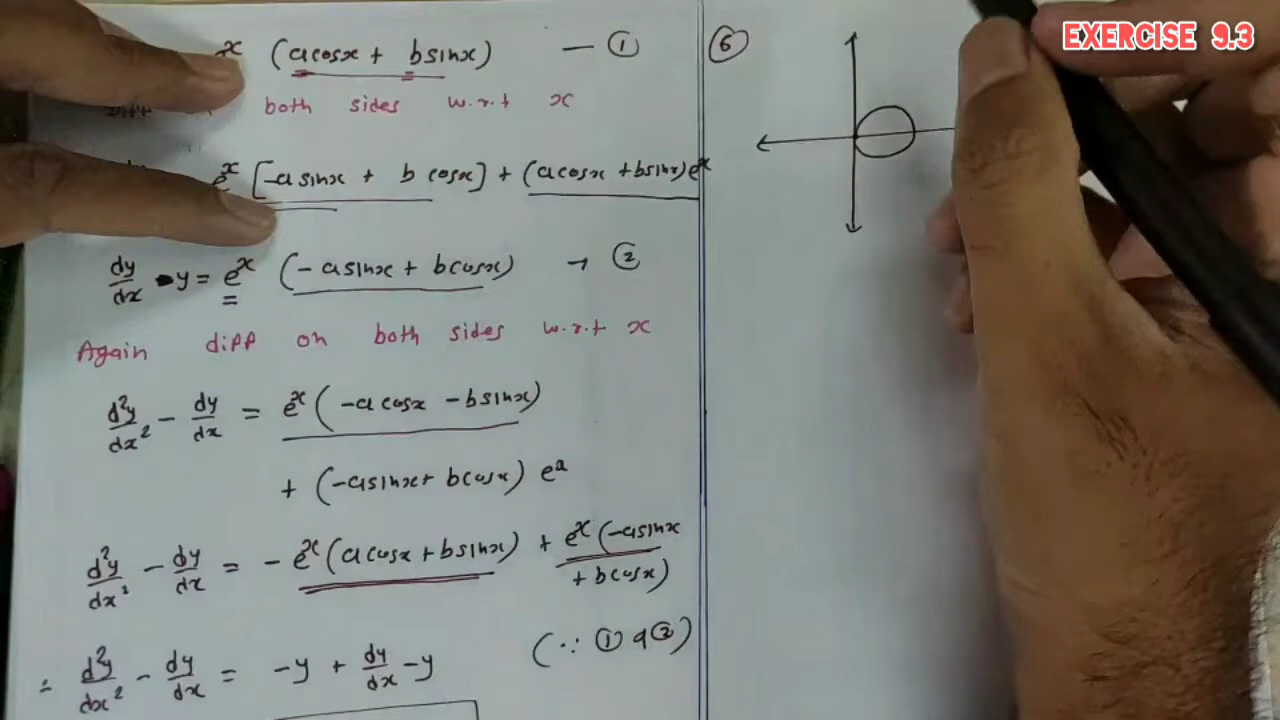 EXERCISE 9.3
x (acosx + bsinx) — ①
both sides w.r.t x
e^x [-asinx + b cosx] + (acosx + bsinx)e^x
dy/dx - y = e^x (-asinx + bcosx) → ②
Again diff on both sides w.r.t x
d²y/dx² - dy/dx = e^x (-acosx - bsinx)
+ (-asinx + bcosx) e^x
d²y/dx² - dy/dx = - e^x (acosx + bsinx) + e^x (-asinx
+ bcosx)
∴ d²y/dx² - dy/dx = -y + dy/dx - y (∵ ① & ②)
⑥